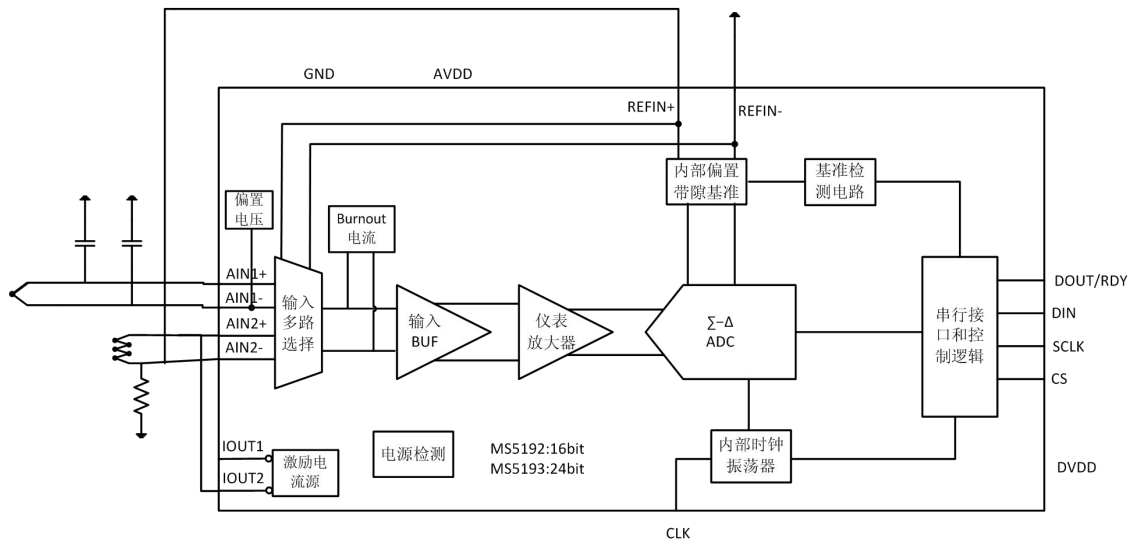 GND
AVDD
REFIN+
REFIN-
内部偏置
带隙基准
基准检
测电路
偏置
电压
Burnout
电流
AIN1+
AIN1-
AIN2+
AIN2-
输入
多路
选择
输入
BUF
仪表
放大器
∑-Δ
ADC
串行接
口和控
制逻辑
DOUT/RDY
DIN
SCLK
CS
IOUT1
IOUT2
激励电
流源
电源检测
MS5192:16bit
MS5193:24bit
内部时钟
振荡器
DVDD
CLK